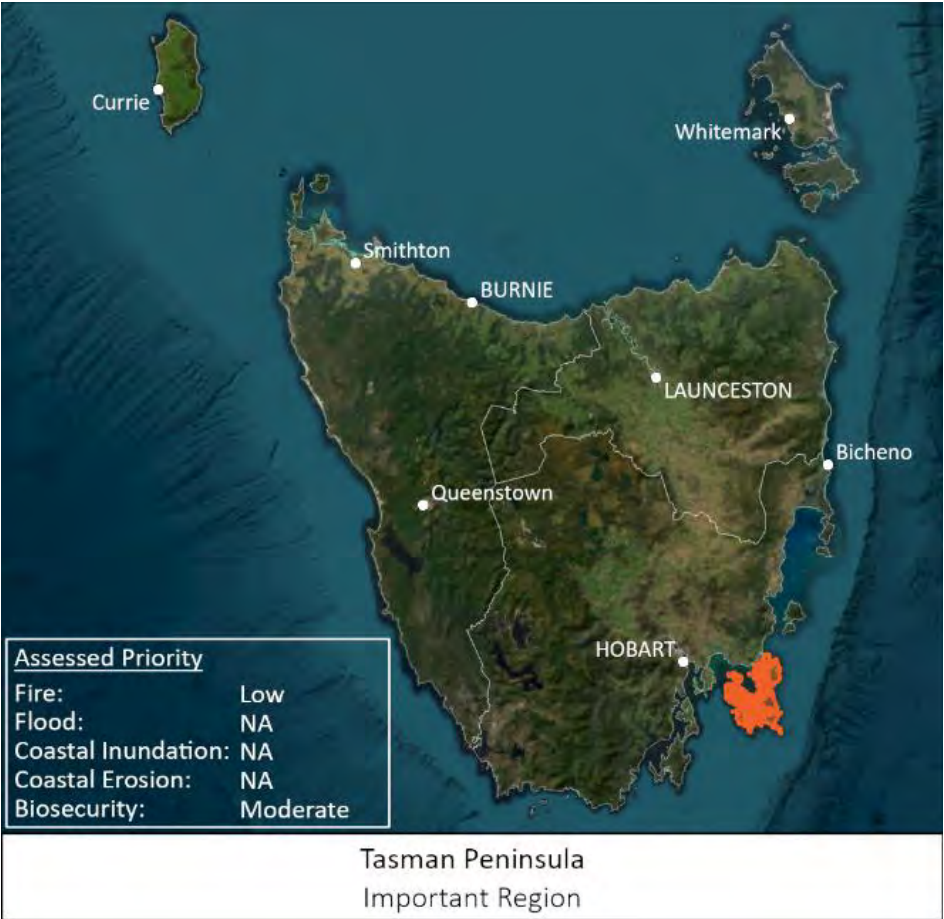 Currie
Whitemark
Smithton
BURNIE
LAUNCESTON
Bicheno
Queenstown
HOBART
Assessed Priority
Fire: Low
Flood: NA
Coastal Inundation: NA
Coastal Erosion: NA
Biosecurity: Moderate
Tasman Peninsula
Important Region